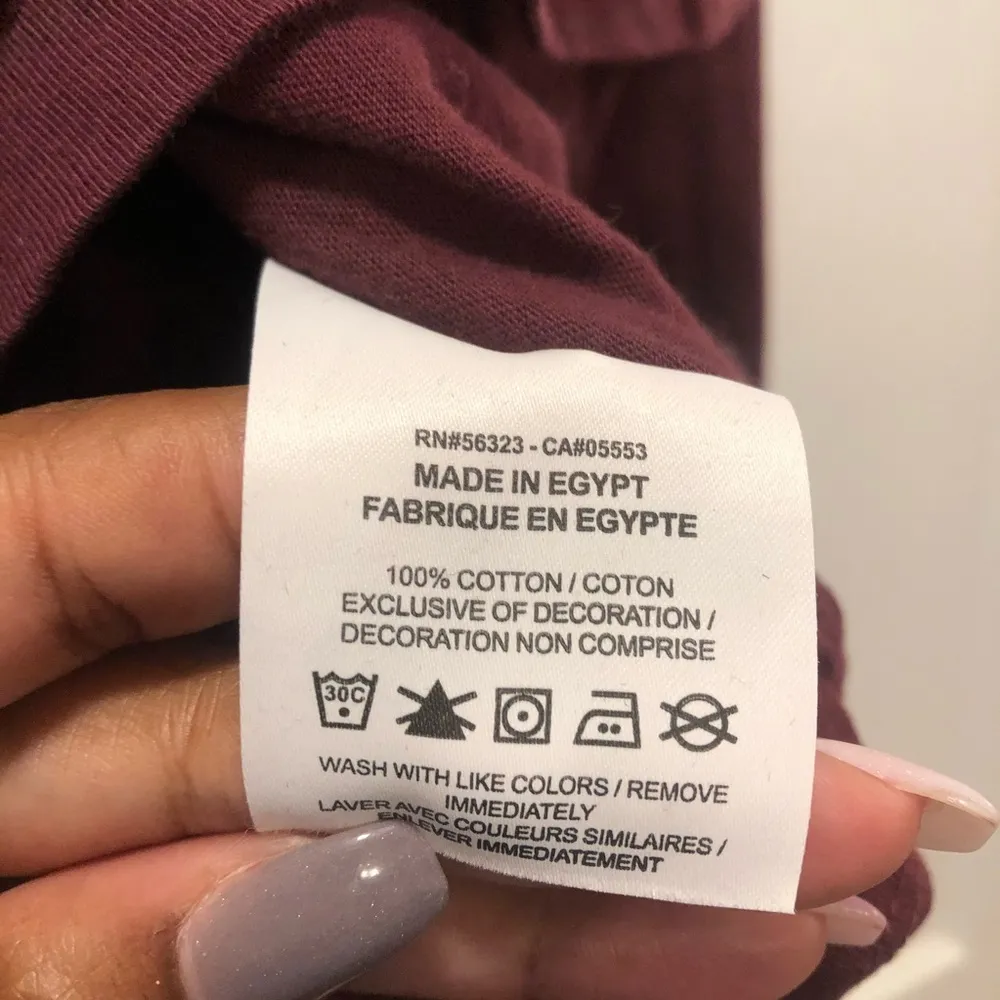 RN#56323 - CA#05553
MADE IN EGYPT
FABRIQUE EN EGYPTE
100% COTTON / COTON
EXCLUSIVE OF DECORATION /
DECORATION NON COMPRISE
30C
WASH WITH LIKE COLORS / REMOVE
IMMEDIATELY
LAVER AVEC COULEURS SIMILAIRES /
ENLEVER IMMEDIATEMENT